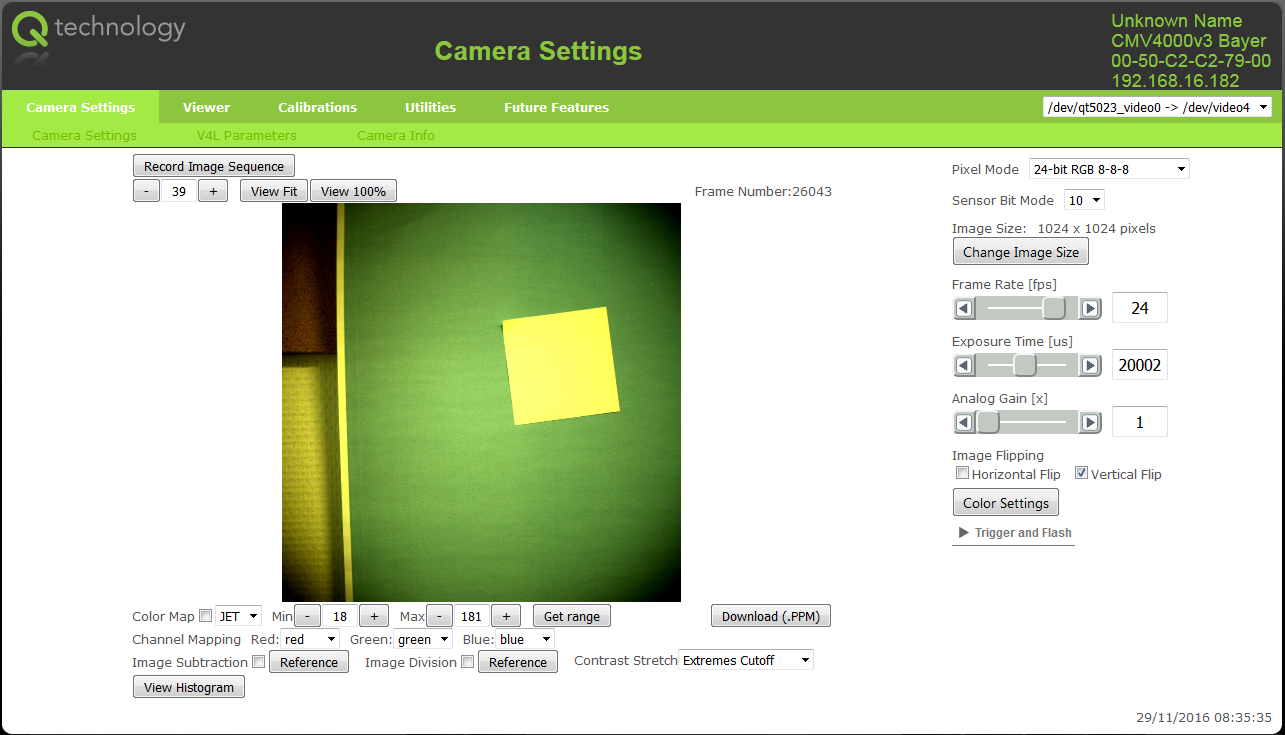 Q technology
Camera Settings
Unknown Name
CMV4000v3 Bayer
00-50-C2-C2-79-00
192.168.16.182
Camera Settings Viewer Calibrations Utilities Future Features /dev/qt5023_video0 -> /dev/video4
Camera Settings V4L Parameters Camera Info
Record Image Sequence
- 39 + View Fit View 100% Frame Number:26043
Pixel Mode 24-bit RGB 8-8-8
Sensor Bit Mode 10
Image Size: 1024 x 1024 pixels
Change Image Size
Frame Rate [fps]
24
Exposure Time [us]
20002
Analog Gain [x]
1
Image Flipping
Horizontal Flip Vertical Flip
Color Settings
Trigger and Flash
Color Map JET Min - 18 + Max - 181 + Get range Download (.PPM)
Channel Mapping Red: red Green: green Blue: blue
Image Subtraction Reference Image Division Reference Contrast Stretch Extremes Cutoff
View Histogram
29/11/2016 08:35:35